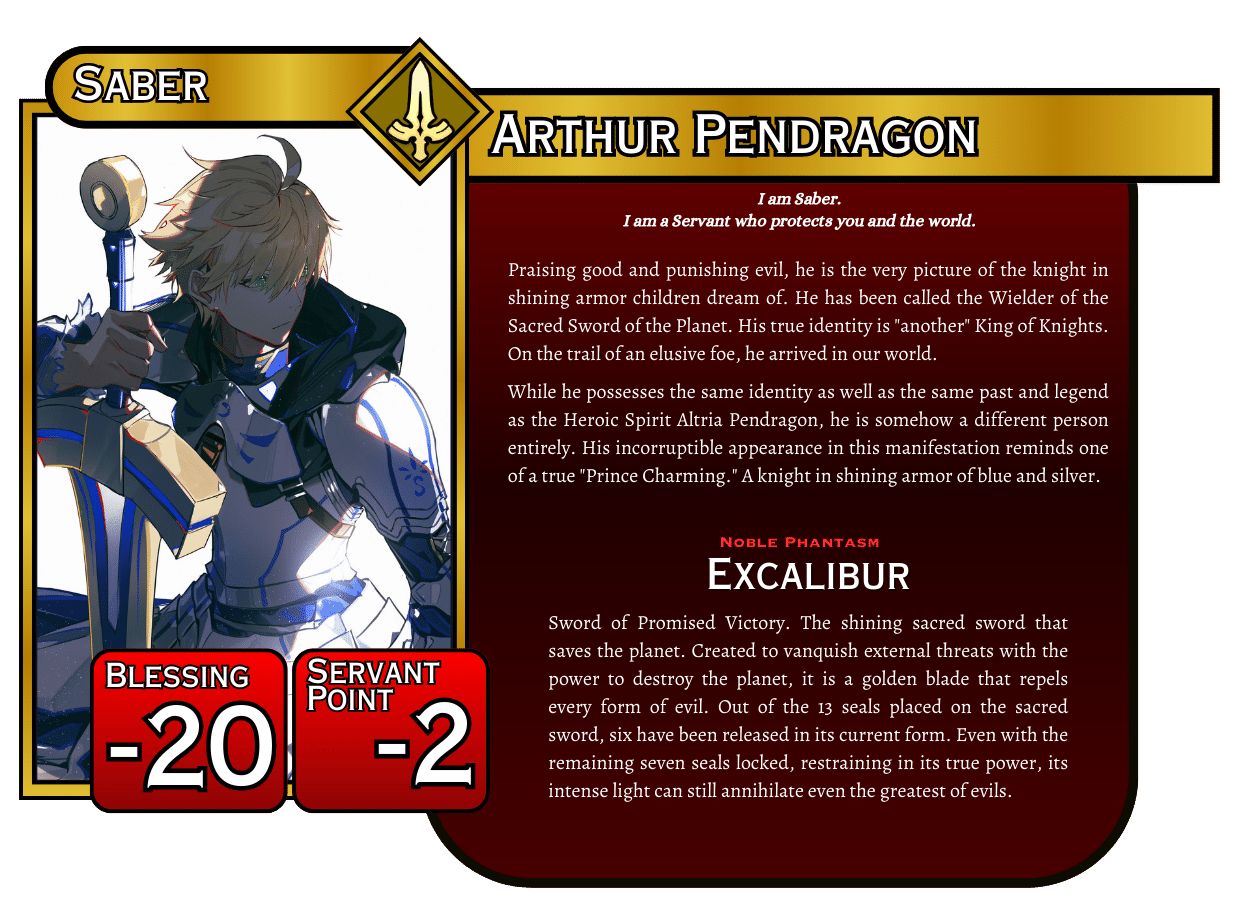 SABER
ARTHUR PENDRAGON
I am Saber.
I am a Servant who protects you and the world.
Praising good and punishing evil, he is the very picture of the knight in
shining armor children dream of. He has been called the Wielder of the
Sacred Sword of the Planet. His true identity is "another" King of Knights.
On the trail of an elusive foe, he arrived in our world.
While he possesses the same identity as well as the same past and legend
as the Heroic Spirit Altria Pendragon, he is somehow a different person
entirely. His incorruptible appearance in this manifestation reminds one
of a true "Prince Charming." A knight in shining armor of blue and silver.
NOBLE PHANTASM
EXCALIBUR
Sword of Promised Victory. The shining sacred sword that
saves the planet. Created to vanquish external threats with the
power to destroy the planet, it is a golden blade that repels
every form of evil. Out of the 13 seals placed on the sacred
sword, six have been released in its current form. Even with the
remaining seven seals locked, restraining in its true power, its
intense light can still annihilate even the greatest of evils.
BLESSING
-20
SERVANT
POINT
-2